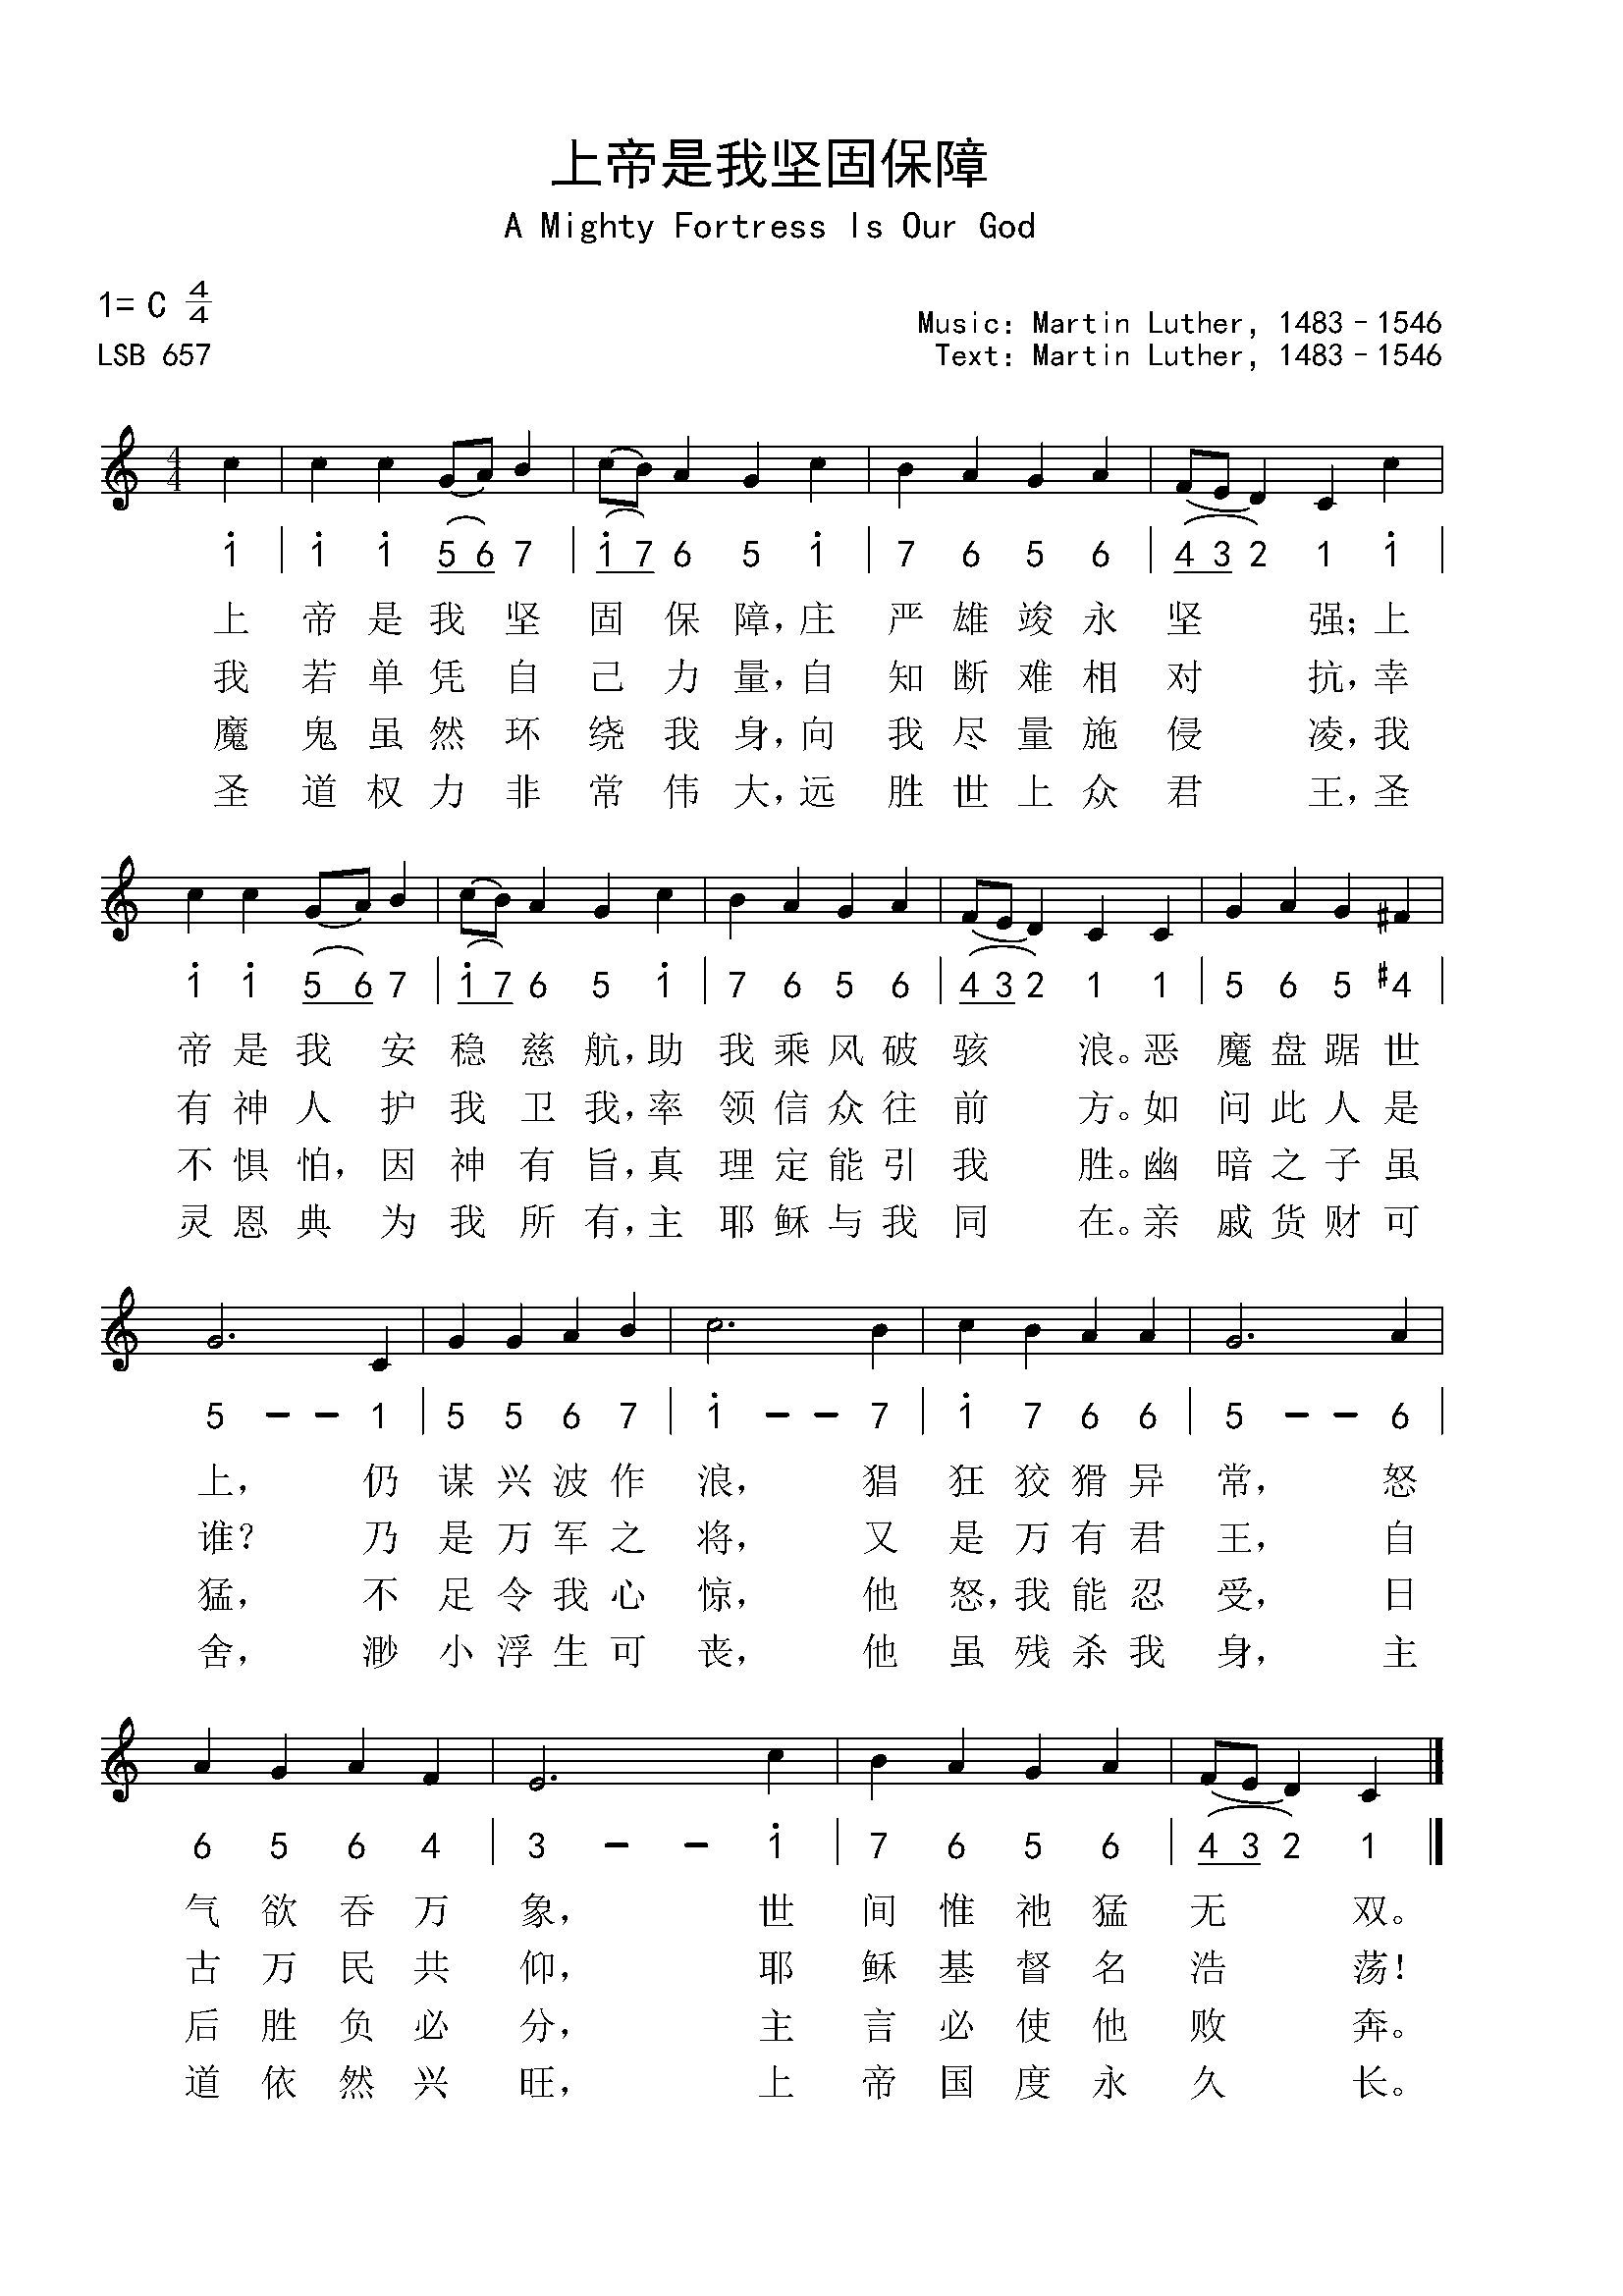 上帝是我坚固保障
A Mighty Fortress Is Our God
1= C 4/4
Music: Martin Luther, 1483–1546
LSB 657
Text: Martin Luther, 1483–1546
4/4
1̇ | 1̇ 1̇ (5 6) 7 | (1̇ 7) 6 5 1̇ | 7 6 5 6 | (4 3 2) 1 1̇ |
上 帝 是 我 坚 固 保 障, 庄 严 雄 竣 永 坚 强; 上
我 若 单 凭 自 己 力 量, 自 知 断 难 相 对 抗, 幸
魔 鬼 虽 然 环 绕 我 身, 向 我 尽 量 施 侵 凌, 我
圣 道 权 力 非 常 伟 大, 远 胜 世 上 众 君 王, 圣
1̇ 1̇ (5 6) 7 | (1̇ 7) 6 5 1̇ | 7 6 5 6 | (4 3 2) 1 1 | 5 6 5 #4 |
帝 是 我 安 稳 慈 航, 助 我 乘 风 破 骇 浪。 恶 魔 盘 踞 世
有 神 人 护 我 卫 我, 率 领 信 众 往 前 方。 如 问 此 人 是
不 惧 怕, 因 神 有 旨, 真 理 定 能 引 我 胜。 幽 暗 之 子 虽
灵 恩 典 为 我 所 有, 主 耶 稣 与 我 同 在。 亲 戚 货 财 可
5 – – 1 | 5 5 6 7 | 1̇ – – 7 | 1̇ 7 6 6 | 5 – – 6 |
上, 仍 谋 兴 波 作 浪, 猖 狂 狡 猾 异 常, 怒
谁? 乃 是 万 军 之 将, 又 是 万 有 君 王, 自
猛, 不 足 令 我 心 惊, 他 怒, 我 能 忍 受, 日
舍, 渺 小 浮 生 可 丧, 他 虽 残 杀 我 身, 主
6 5 6 4 | 3 – – 1̇ | 7 6 5 6 | (4 3 2) 1 |
气 欲 吞 万 象, 世 间 惟 祂 猛 无 双。
古 万 民 共 仰, 耶 稣 基 督 名 浩 荡!
后 胜 负 必 分, 主 言 必 使 他 败 奔。
道 依 然 兴 旺, 上 帝 国 度 永 久 长。